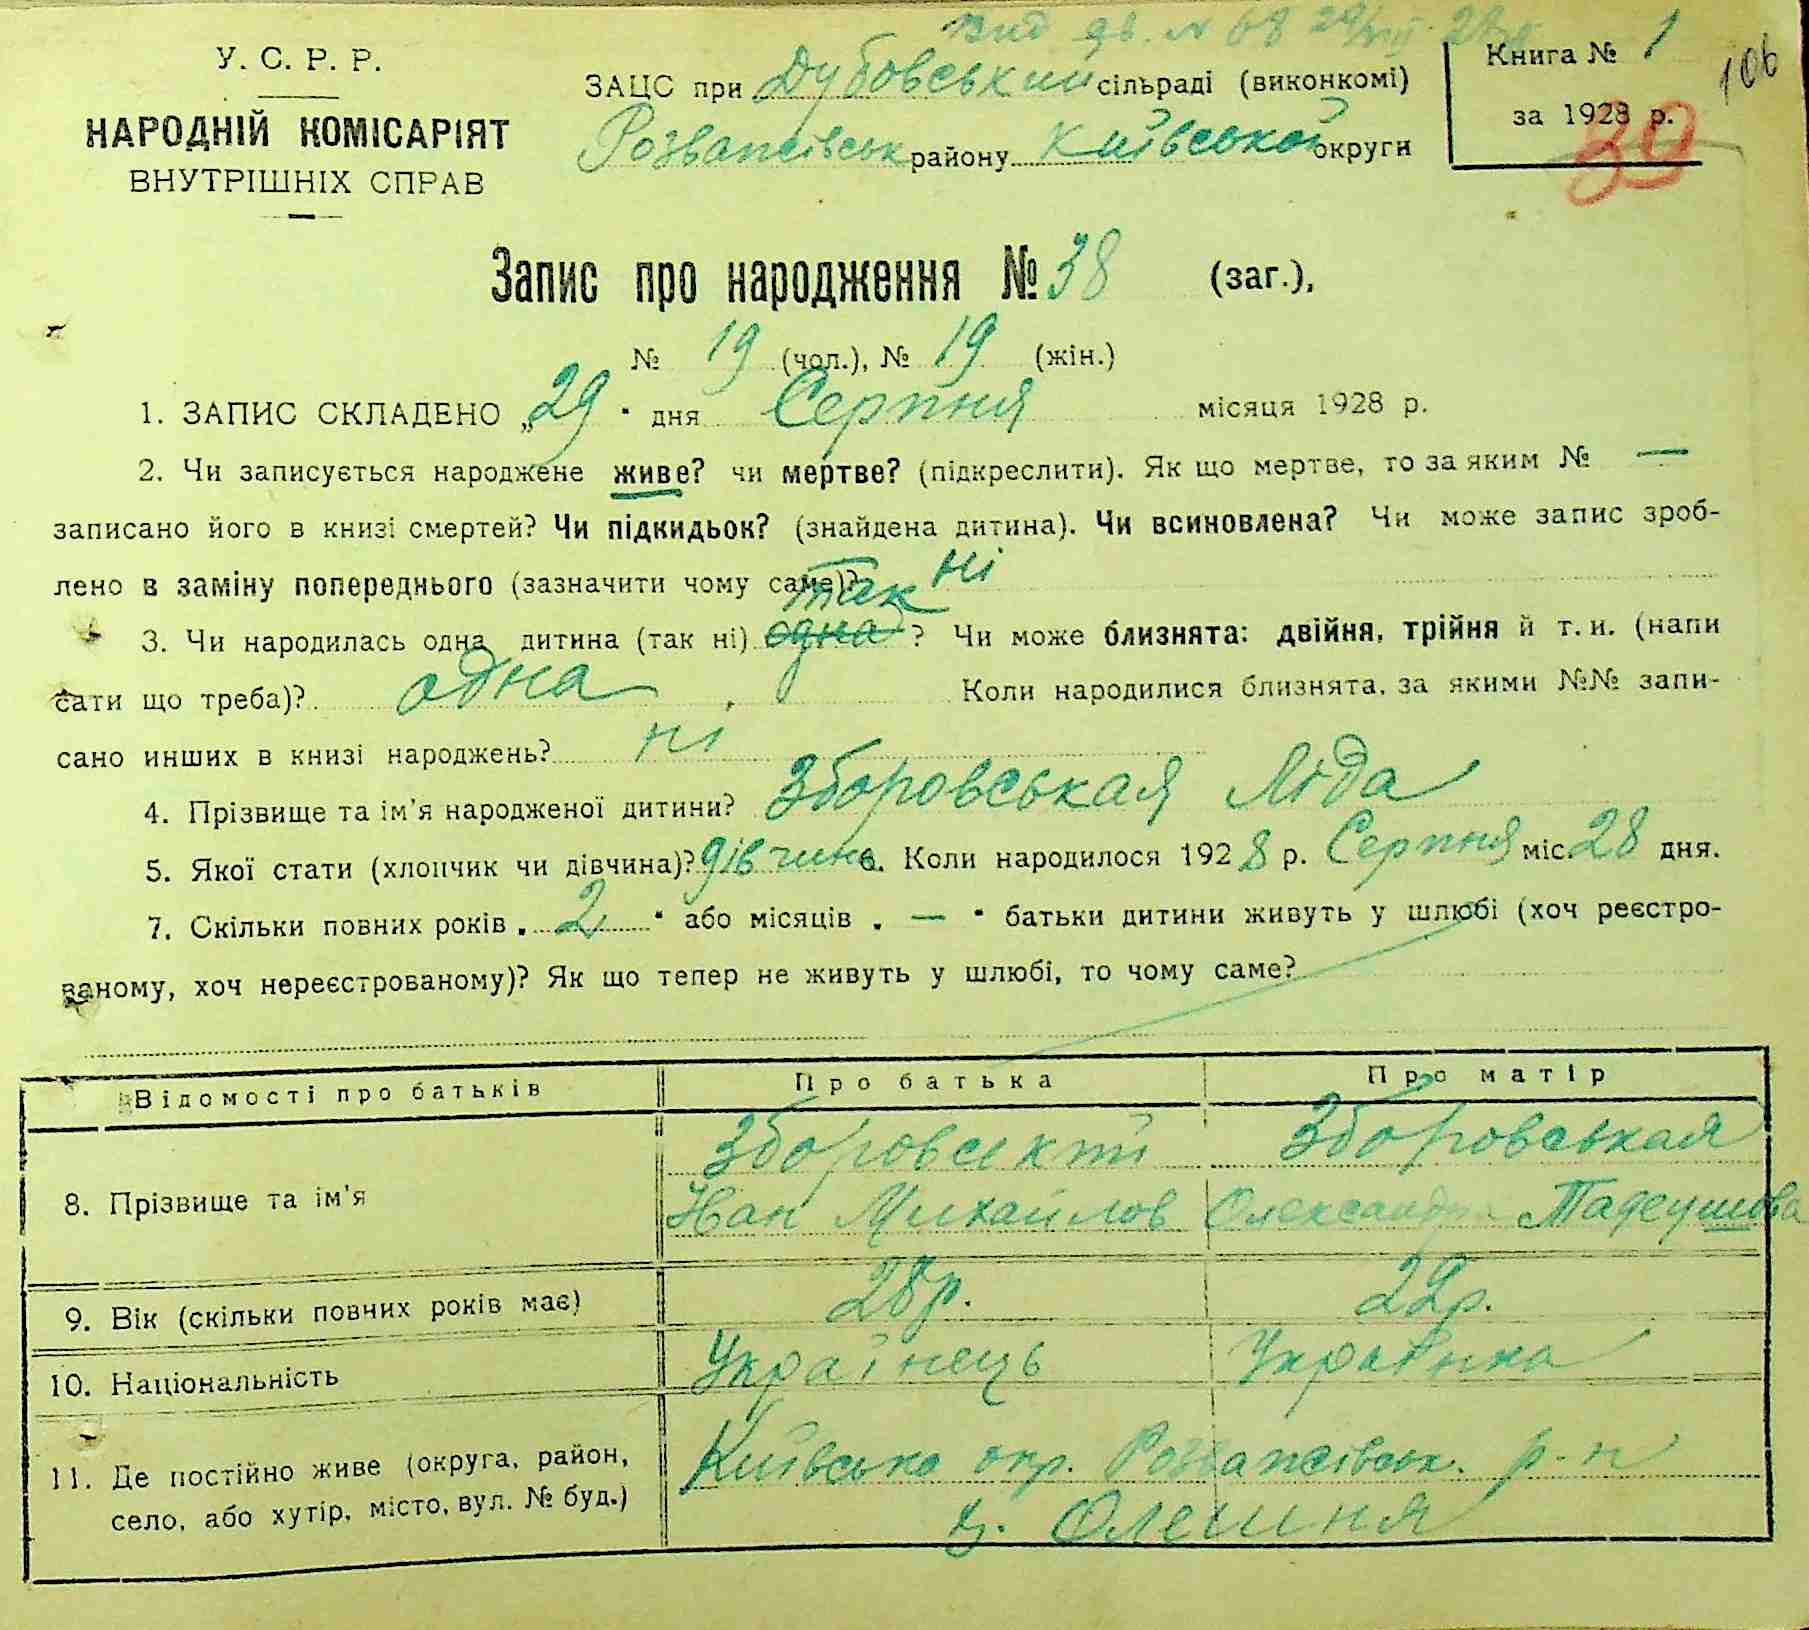 Вид дв. № 68 29/VIII 28
У. С. Р. Р.
НАРОДНІЙ КОМІСАРІЯТ
ВНУТРІШНІХ СПРАВ
ЗАЦС при Дубовський сільраді (виконкомі)
Розважівськ району Київської округи
Книга № 1
за 1928 р.
106
39
Запис про народження № 38 (заг.),
№ 19 (чол.), № 19 (жін.)
1. ЗАПИС СКЛАДЕНО „29" дня Серпня місяця 1928 р.
2. Чи записується народжене живе? чи мертве? (підкреслити). Як що мертве, то за яким № —
записано його в книзі смертей? Чи підкидьок? (знайдена дитина). Чи всиновлена? Чи може запис зроб-
лено в заміну попереднього (зазначити чому саме)? ні
так
3. Чи народилась одна дитина (так ні) одна ? Чи може близнята: двійня, трійня й т. и. (напи
сати що треба)? одна Коли народилися близнята, за якими №№ запи-
сано инших в книзі народжень? ні
4. Прізвище та ім'я народженої дитини? Зборовськая Ліда
5. Якої стати (хлопчик чи дівчина)? дівчина 6. Коли народилося 1928 р. Серпня міс. 28 дня.
7. Скільки повних років „ 2 " або місяців „ — " батьки дитини живуть у шлюбі (хоч реєстро-
ваному, хоч нереєстрованому)? Як що тепер не живуть у шлюбі, то чому саме?
Відомості про батьків Про батька Про матір
8. Прізвище та ім'я Зборовский Зборовськая
Іван Михайлов Олександра Тадеушова
9. Вік (скільки повних років має) 28 р. 22 р.
10. Національність Українець Українка
11. Де постійно живе (округа, район,
село, або хутір, місто, вул. № буд.)
Київсько окр. Розважівськ. р-н
х. Олешня